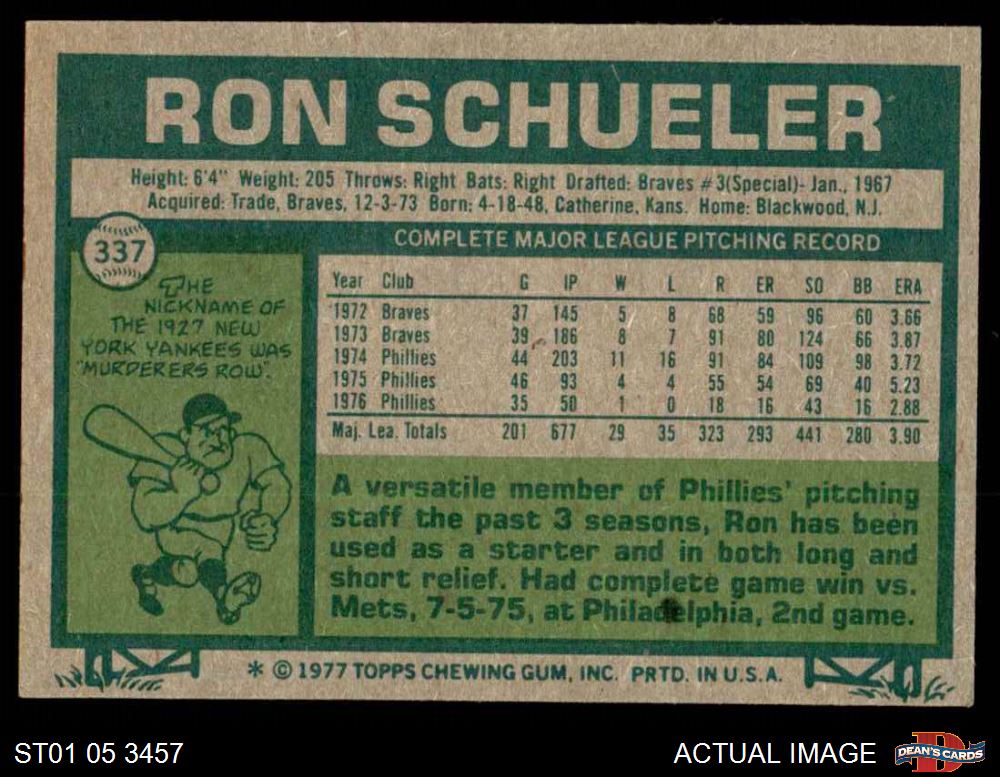 RON SCHUELER
Height: 6'4" Weight: 205 Throws: Right Bats: Right Drafted: Braves #3(Special)- Jan., 1967
Acquired: Trade, Braves, 12-3-73 Born: 4-18-48, Catherine, Kans. Home: Blackwood, N.J.
337
THE
NICKNAME OF
THE 1927 NEW
YORK YANKEES WAS
"MURDERERS ROW".
COMPLETE MAJOR LEAGUE PITCHING RECORD
Year Club G IP W L R ER SO BB ERA
1972 Braves 37 145 5 8 68 59 96 60 3.66
1973 Braves 39 186 8 7 91 80 124 66 3.87
1974 Phillies 44 203 11 16 91 84 109 98 3.72
1975 Phillies 46 93 4 4 55 54 69 40 5.23
1976 Phillies 35 50 1 0 18 16 43 16 2.88
Maj. Lea. Totals 201 677 29 35 323 293 441 280 3.90
A versatile member of Phillies' pitching
staff the past 3 seasons, Ron has been
used as a starter and in both long and
short relief. Had complete game win vs.
Mets, 7-5-75, at Philadelphia, 2nd game.
* © 1977 TOPPS CHEWING GUM, INC. PRTD. IN U.S.A.
ST01 05 3457
ACTUAL IMAGE
D
DEAN'S CARDS